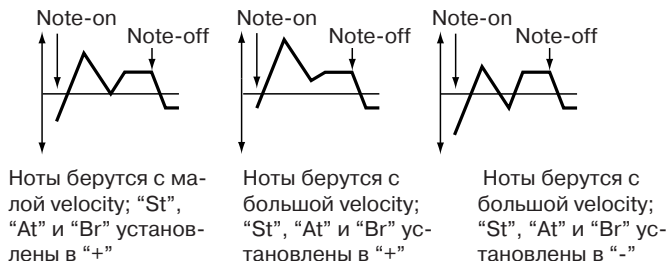 Note-on
Note-off
Note-on
Note-off
Note-on
Note-off
Ноты берутся с ма-
лой velocity; “St”,
“At” и “Br” установ-
лены в “+”
Ноты берутся с
большой velocity;
“St”, “At” и “Br” ус-
тановлены в “+”
Ноты берутся с
большой velocity;
“St”, “At” и “Br” ус-
тановлены в “-”